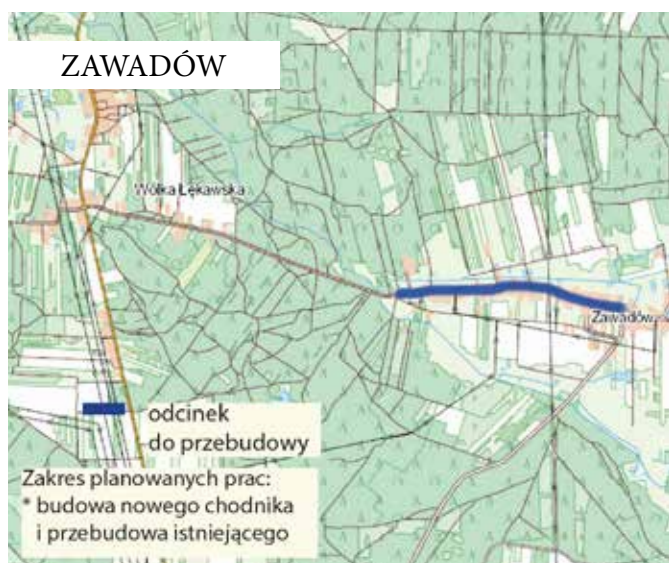 ZAWADÓW
Wólka Łękawska
Zawadów
odcinek
do przebudowy
Zakres planowanych prac:
* budowa nowego chodnika
i przebudowa istniejącego